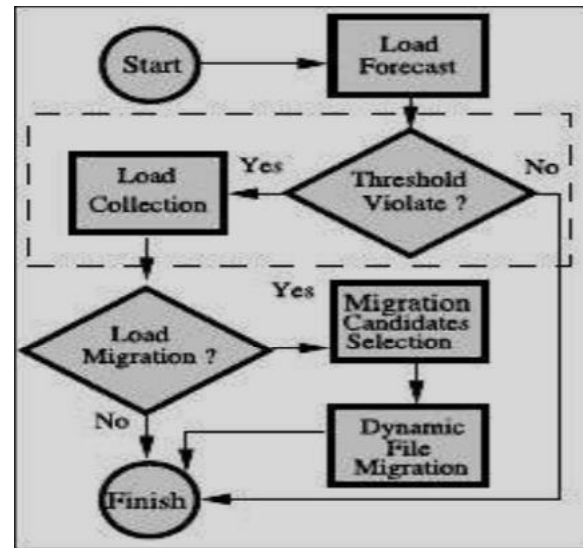 Start
Load
Forecast
Yes
No
Load
Collection
Threshold
Violate ?
Yes
Load
Migration ?
Migration
Candidates
Selection
No
Dynamic
File
Migration
Finish